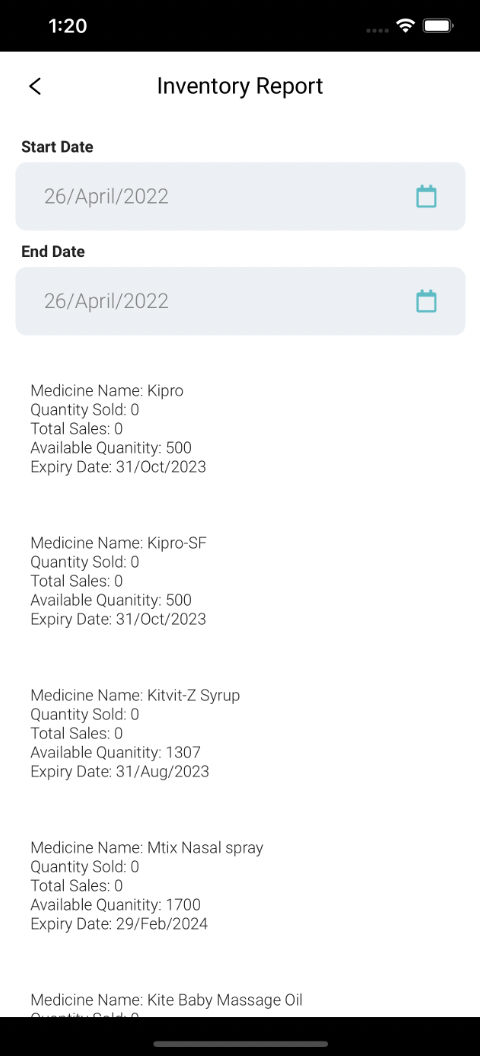 1:20
Inventory Report
Start Date
26/April/2022
End Date
26/April/2022
Medicine Name: Kipro
Quantity Sold: 0
Total Sales: 0
Available Quanitity: 500
Expiry Date: 31/Oct/2023
Medicine Name: Kipro-SF
Quantity Sold: 0
Total Sales: 0
Available Quanitity: 500
Expiry Date: 31/Oct/2023
Medicine Name: Kitvit-Z Syrup
Quantity Sold: 0
Total Sales: 0
Available Quanitity: 1307
Expiry Date: 31/Aug/2023
Medicine Name: Mtix Nasal spray
Quantity Sold: 0
Total Sales: 0
Available Quanitity: 1700
Expiry Date: 29/Feb/2024
Medicine Name: Kite Baby Massage Oil
Quantity Sold: 0